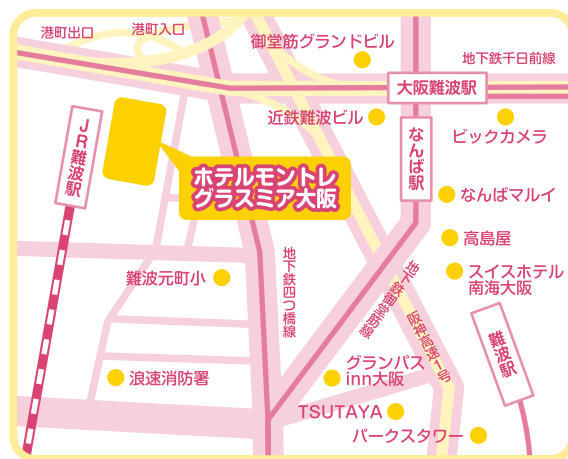 港町出口
港町入口
御堂筋グランドビル
地下鉄千日前線
大阪難波駅
近鉄難波ビル
ビックカメラ
JR難波駅
なんば駅
ホテルモントレ
グラスミア大阪
なんばマルイ
高島屋
スイスホテル
南海大阪
難波元町小
地下鉄四つ橋線
地下鉄御堂筋線
阪神高速1号
難波駅
グランパス
inn大阪
浪速消防署
TSUTAYA
パークスタワー